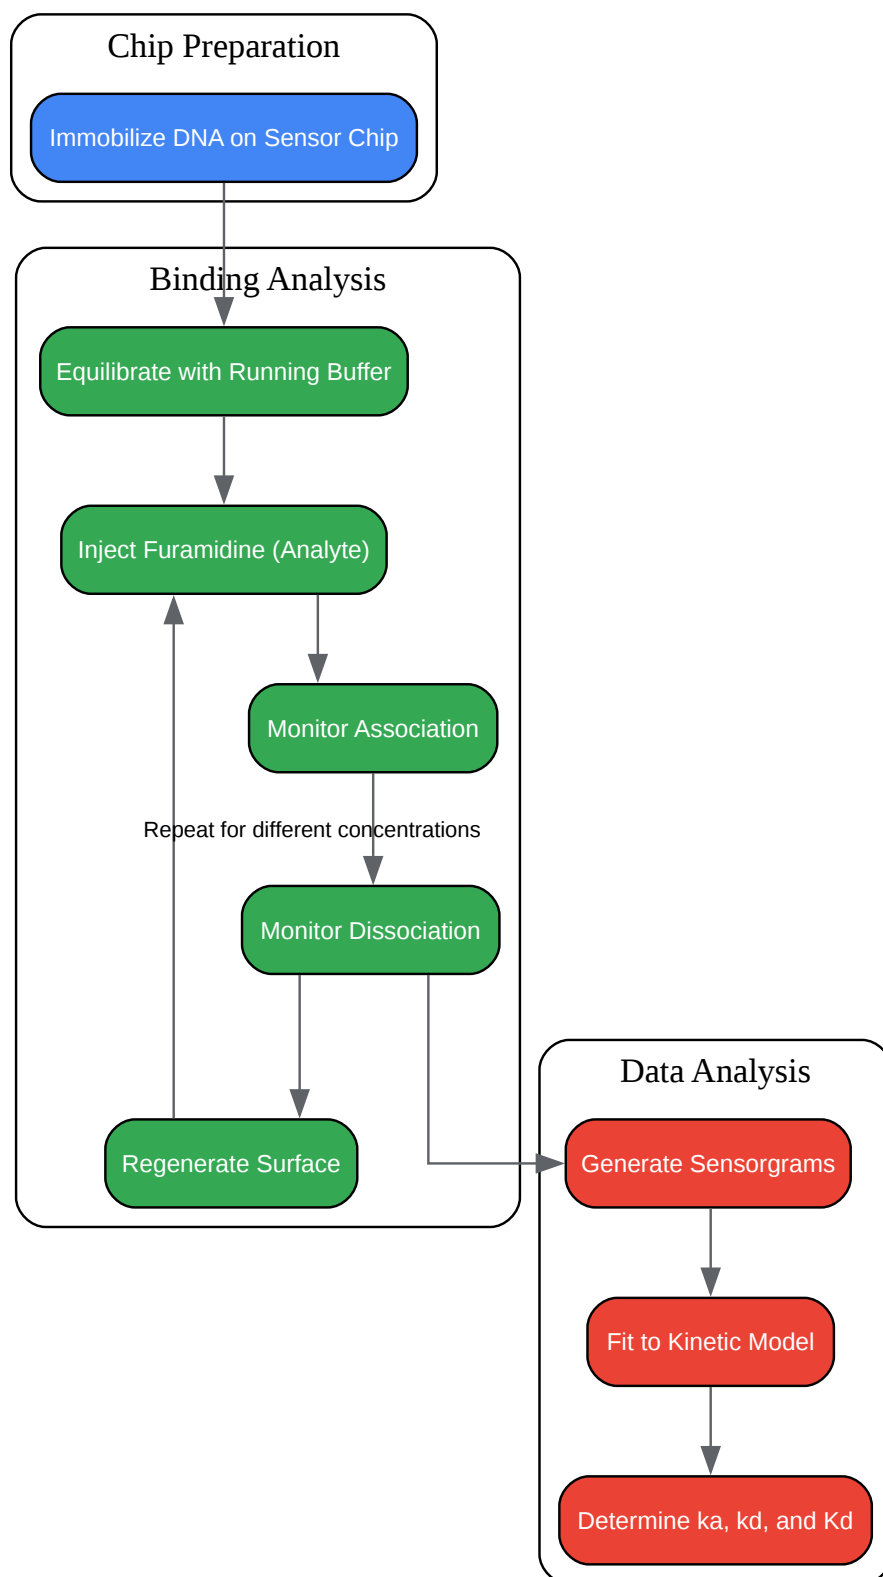 Chip Preparation
Immobilize DNA on Sensor Chip
Binding Analysis
Equilibrate with Running Buffer
Inject Furamidine (Analyte)
Monitor Association
Repeat for different concentrations
Monitor Dissociation
Regenerate Surface
Data Analysis
Generate Sensorgrams
Fit to Kinetic Model
Determine ka, kd, and Kd